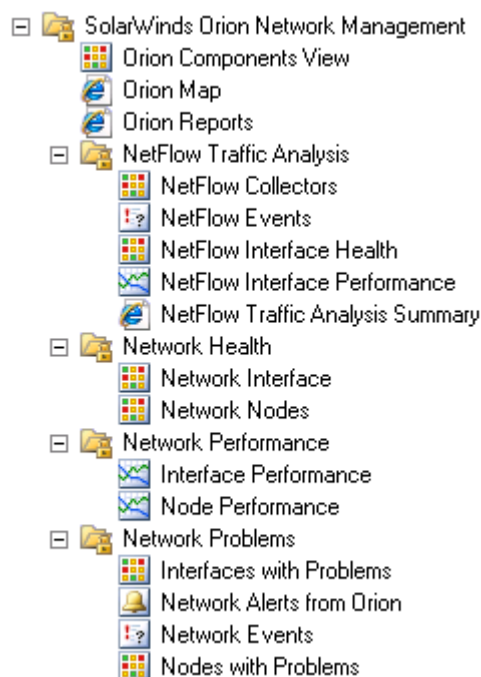 SolarWinds Orion Network Management
Orion Components View
Orion Map
Orion Reports
NetFlow Traffic Analysis
NetFlow Collectors
NetFlow Events
NetFlow Interface Health
NetFlow Interface Performance
NetFlow Traffic Analysis Summary
Network Health
Network Interface
Network Nodes
Network Performance
Interface Performance
Node Performance
Network Problems
Interfaces with Problems
Network Alerts from Orion
Network Events
Nodes with Problems